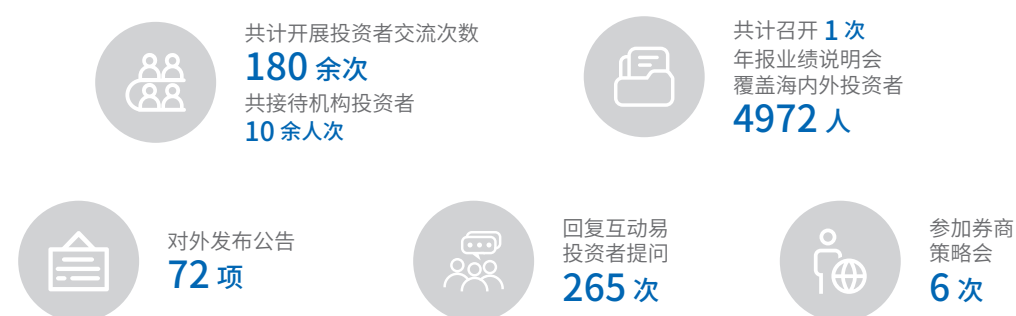 共计开展投资者交流次数
180 余次
共接待机构投资者
10 余人次
共计召开 1 次
年报业绩说明会
覆盖海内外投资者
4972 人
对外发布公告
72 项
回复互动易
投资者提问
265 次
参加券商
策略会
6 次